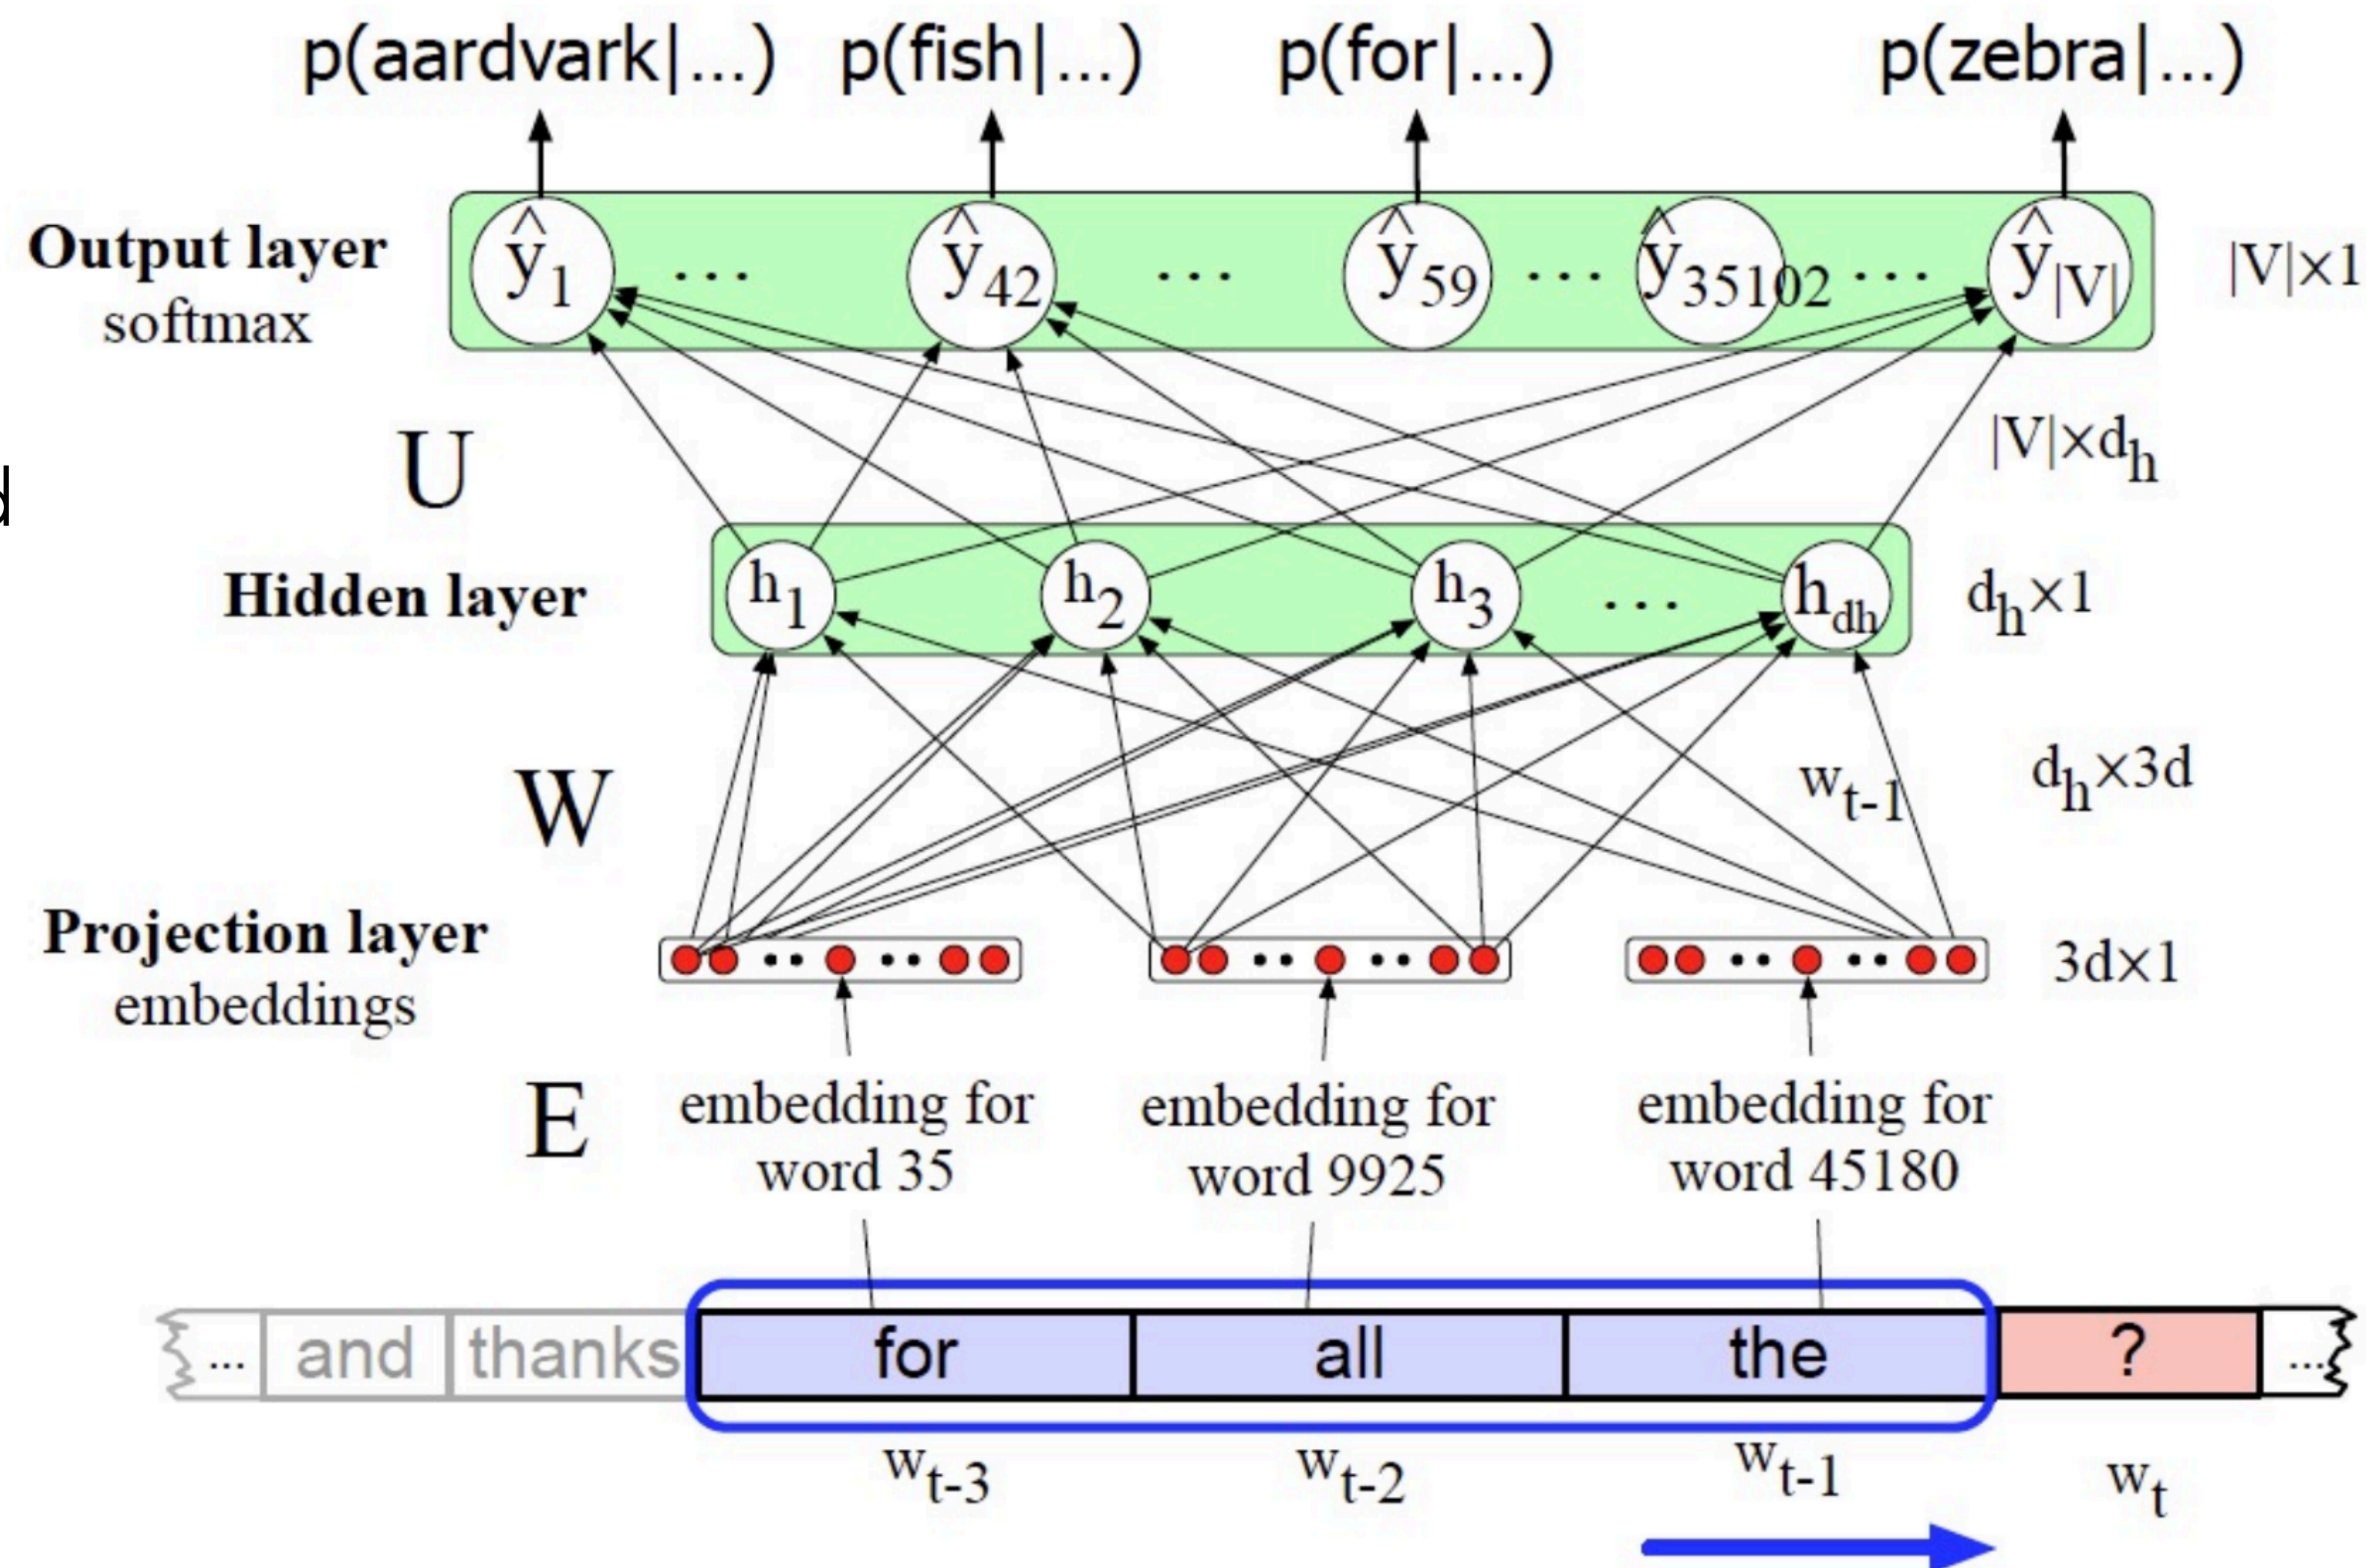 p(aardvark|...) p(fish|...) p(for|...) p(zebra|...)
Output layer
softmax
ŷ1 ... ŷ42 ... ŷ59 ... ŷ35102 ... ŷ|V|
|V|×1
U
|V|×dh
d
Hidden layer
h1 h2 h3 ... hdh
dh×1
W
wt-1
dh×3d
Projection layer
embeddings
3d×1
E
embedding for
word 35
embedding for
word 9925
embedding for
word 45180
... and thanks for all the ? ...
wt-3 wt-2 wt-1 wt